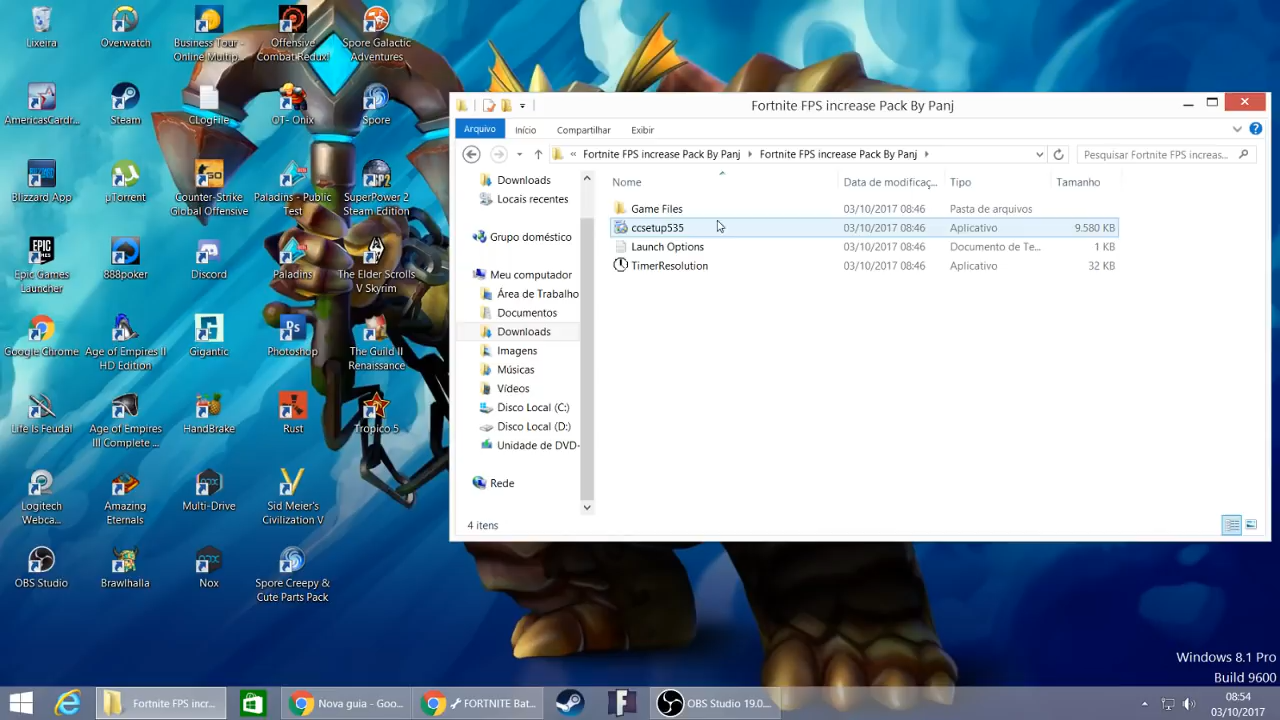 Lixeira
Overwatch
Business Tour -
Online Multip...
Offensive
Combat Redux!
Spore Galactic
Adventures
AmericasCardr...
Steam
CLogFile
OT- Onix
Spore
Blizzard App
µTorrent
Counter-Strike
Global Offensive
Paladins - Public
Test
SuperPower 2
Steam Edition
Epic Games
Launcher
888poker
Discord
Paladins
The Elder Scrolls
V Skyrim
Google Chrome
Age of Empires II
HD Edition
Gigantic
Photoshop
The Guild II
Renaissance
Life Is Feudal
Age of Empires
III Complete ...
HandBrake
Rust
Tropico 5
Logitech
Webca...
Amazing
Eternals
Multi-Drive
Sid Meier's
Civilization V
OBS Studio
Brawlhalla
Nox
Spore Creepy &
Cute Parts Pack
Fortnite FPS increase Pack By Panj
Arquivo
Início
Compartilhar
Exibir
« Fortnite FPS increase Pack By Panj
Fortnite FPS increase Pack By Panj
Pesquisar Fortnite FPS increas...
Nome
Data de modificaç...
Tipo
Tamanho
Game Files
03/10/2017 08:46
Pasta de arquivos
ccsetup535
03/10/2017 08:46
Aplicativo
9.580 KB
Launch Options
03/10/2017 08:46
Documento de Te...
1 KB
TimerResolution
03/10/2017 08:46
Aplicativo
32 KB
Downloads
Locais recentes
Grupo doméstico
Meu computador
Área de Trabalho
Documentos
Downloads
Imagens
Músicas
Vídeos
Disco Local (C:)
Disco Local (D:)
Unidade de DVD-
Rede
4 itens
Windows 8.1 Pro
Build 9600
Fortnite FPS incr...
Nova guia - Goo...
FORTNITE Bat...
OBS Studio 19.0....
08:54
03/10/2017